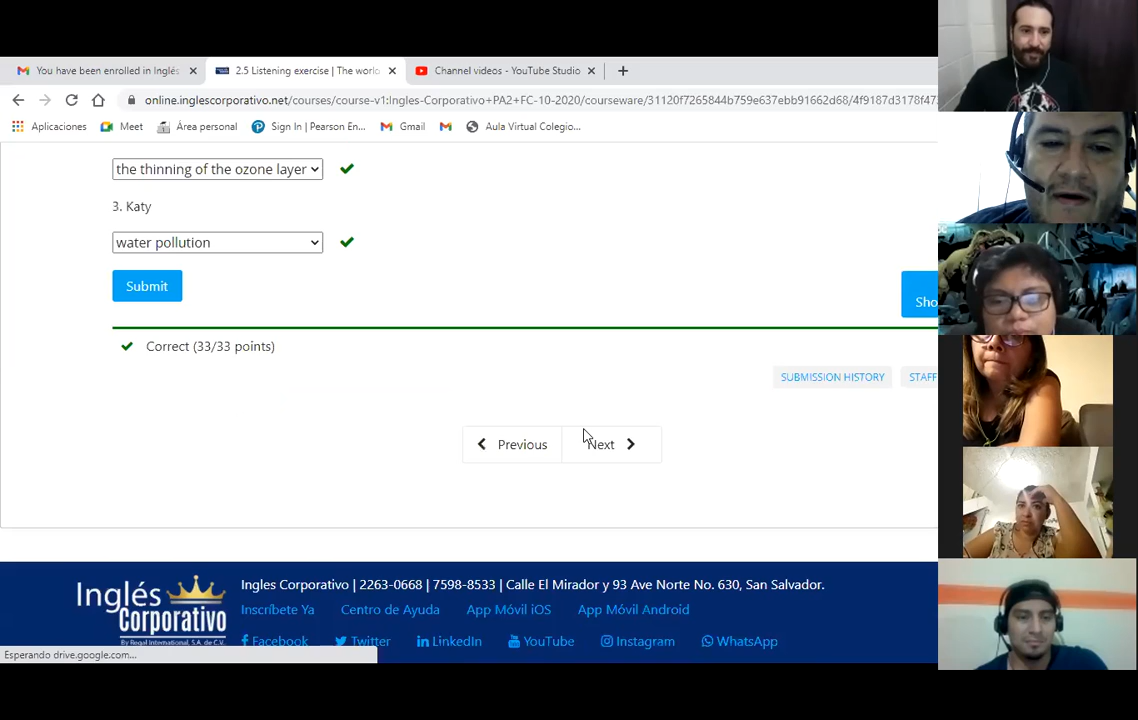 You have been enrolled in Inglés
2.5 Listening exercise | The world
Channel videos - YouTube Studio
online.inglescorporativo.net/courses/course-v1:Ingles-Corporativo+PA2+FC-10-2020/courseware/31120f7265844b759e637ebb91662d68/4f9187d3178f47
Aplicaciones
Meet
Área personal
Sign In | Pearson En...
Gmail
Aula Virtual Colegio...
the thinning of the ozone layer
3. Katy
water pollution
Submit
Sho
Correct (33/33 points)
SUBMISSION HISTORY
STAFF
Previous
Next
Inglés Corporativo
By Regal International, S.A. de C.V.
Ingles Corporativo | 2263-0668 | 7598-8533 | Calle El Mirador y 93 Ave Norte No. 630, San Salvador.
Inscríbete Ya
Centro de Ayuda
App Móvil iOS
App Móvil Android
Facebook
Twitter
LinkedIn
YouTube
Instagram
WhatsApp
Esperando drive.google.com...